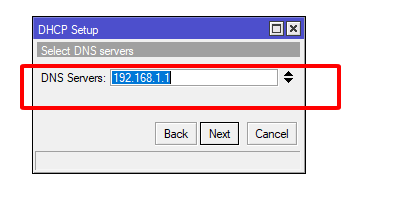 DHCP Setup
Select DNS servers
DNS Servers: 192.168.1.1
Back Next Cancel